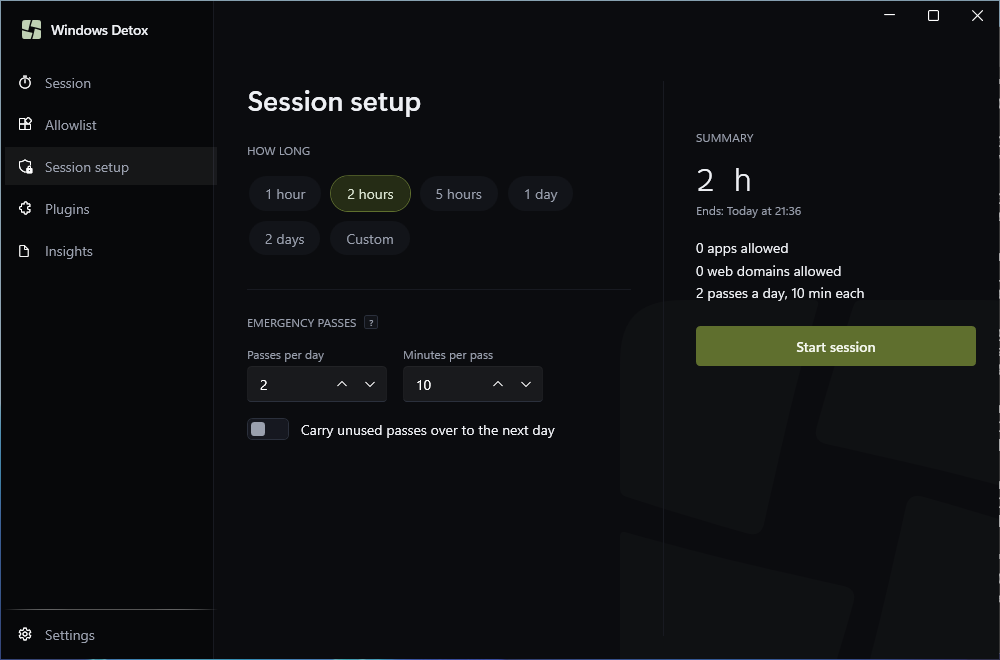 Windows Detox
Session
Allowlist
Session setup
Plugins
Insights
Settings
Session setup
HOW LONG
1 hour
2 hours
5 hours
1 day
2 days
Custom
EMERGENCY PASSES ?
Passes per day
2
Minutes per pass
10
Carry unused passes over to the next day
SUMMARY
2 h
Ends: Today at 21:36
0 apps allowed
0 web domains allowed
2 passes a day, 10 min each
Start session